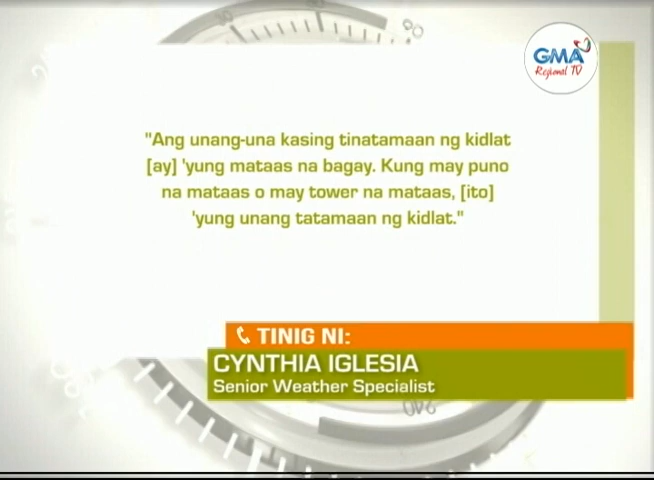 GMA
Regional TV
"Ang unang-una kasing tinatamaan ng kidlat
[ay] 'yung mataas na bagay. Kung may puno
na mataas o may tower na mataas, [ito]
'yung unang tatamaan ng kidlat."
TINIG NI:
CYNTHIA IGLESIA
Senior Weather Specialist
240